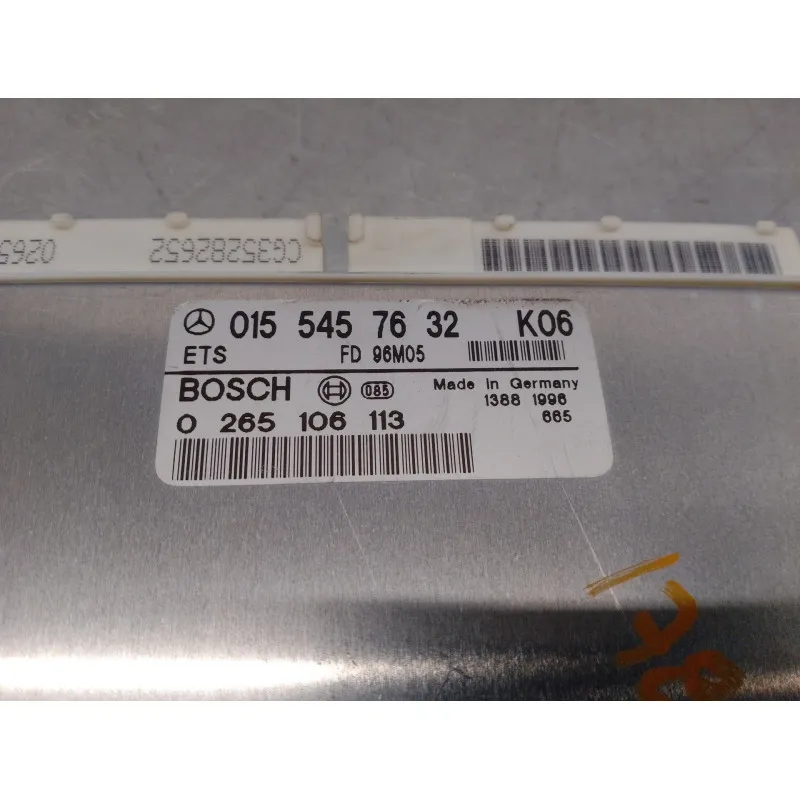 0265
CG35282652
015 545 76 32 K06
ETS FD 96M05
BOSCH 085 Made in Germany
1388 1996
0 265 106 113 665